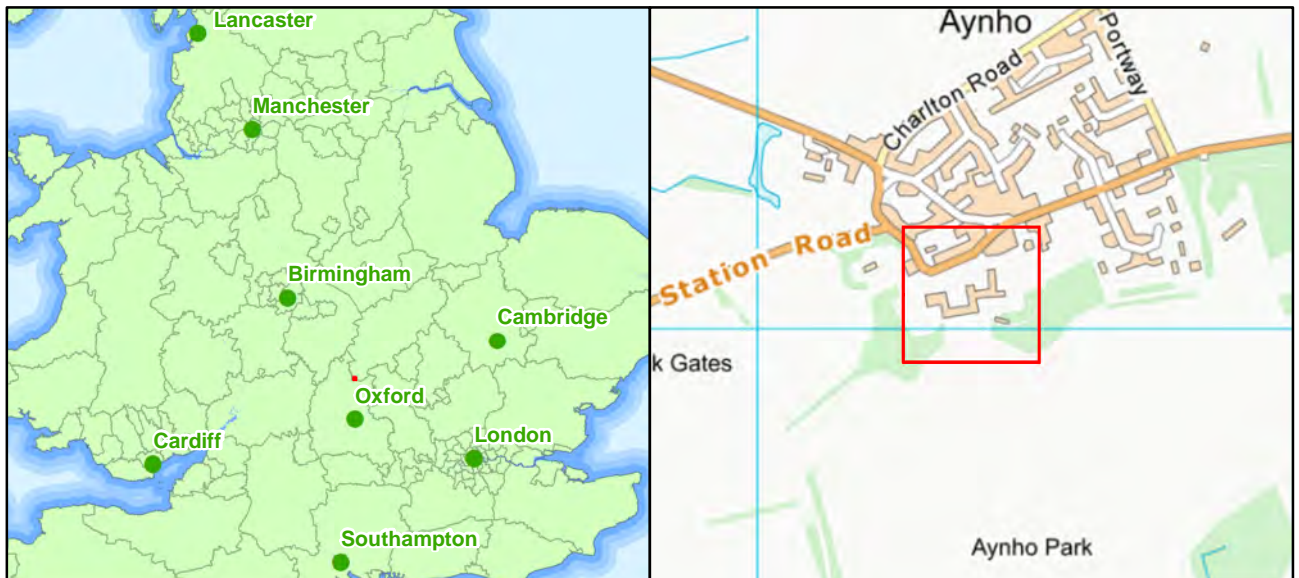 Lancaster
Manchester
Birmingham
Cambridge
Oxford
London
Cardiff
Southampton
Aynho
Portway
Charlton Road
Station Road
k Gates
Aynho Park